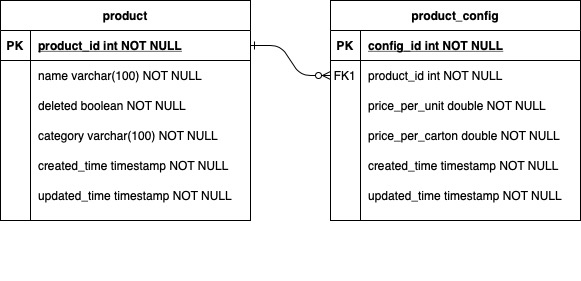 product
PK product_id int NOT NULL
name varchar(100) NOT NULL
deleted boolean NOT NULL
category varchar(100) NOT NULL
created_time timestamp NOT NULL
updated_time timestamp NOT NULL
product_config
PK config_id int NOT NULL
FK1 product_id int NOT NULL
price_per_unit double NOT NULL
price_per_carton double NOT NULL
created_time timestamp NOT NULL
updated_time timestamp NOT NULL